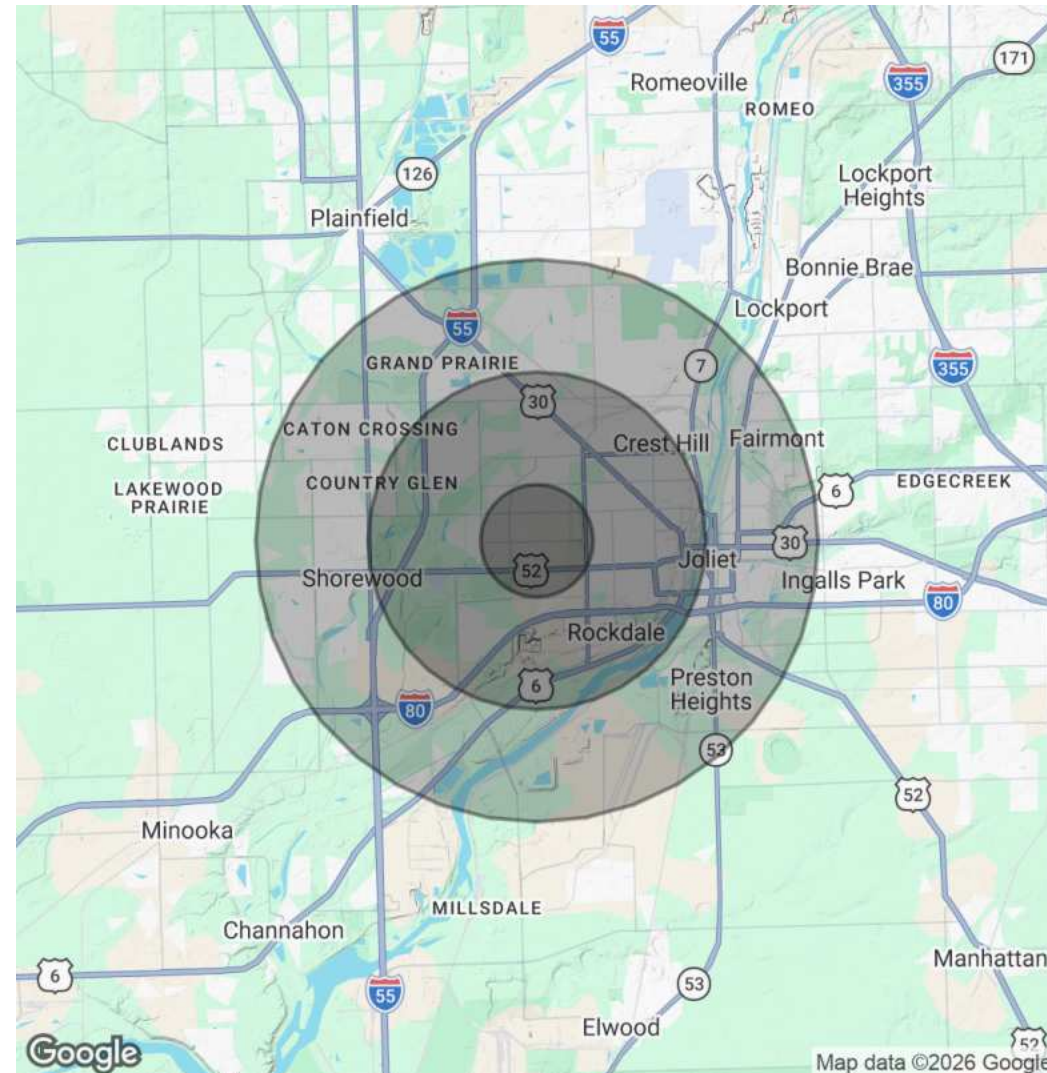 55
171
Romeoville
355
ROMEO
126
Lockport
Heights
Plainfield
Bonnie Brae
Lockport
55
GRAND PRAIRIE
7
355
30
CATON CROSSING
Crest Hill
Fairmont
CLUBLANDS
COUNTRY GLEN
EDGECREEK
LAKEWOOD
PRAIRIE
6
30
Joliet
52
Shorewood
Ingalls Park
80
Rockdale
6
Preston
Heights
80
53
52
Minooka
MILLSDALE
Channahon
Manhattan
6
53
55
Elwood
52
Google
Map data ©2026 Google